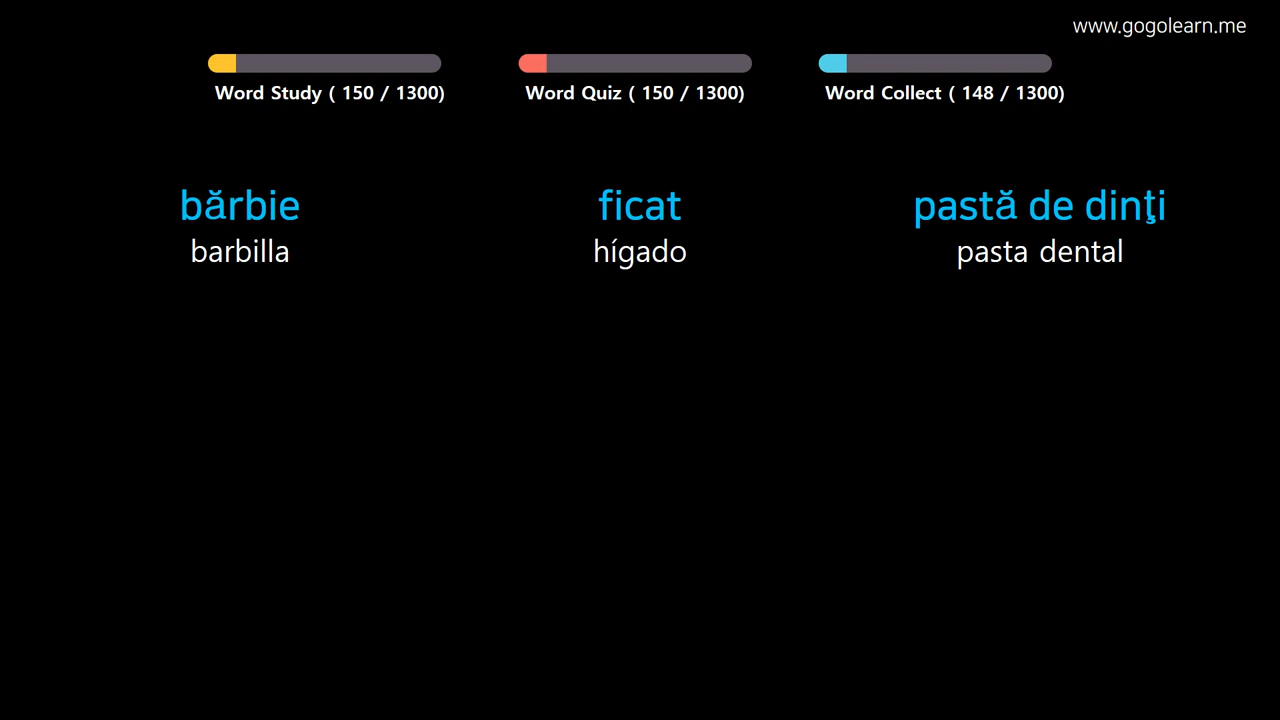 www.gogolearn.me
Word Study ( 150 / 1300)
Word Quiz ( 150 / 1300)
Word Collect ( 148 / 1300)
bărbie
barbilla
ficat
hígado
pastă de dinţi
pasta dental